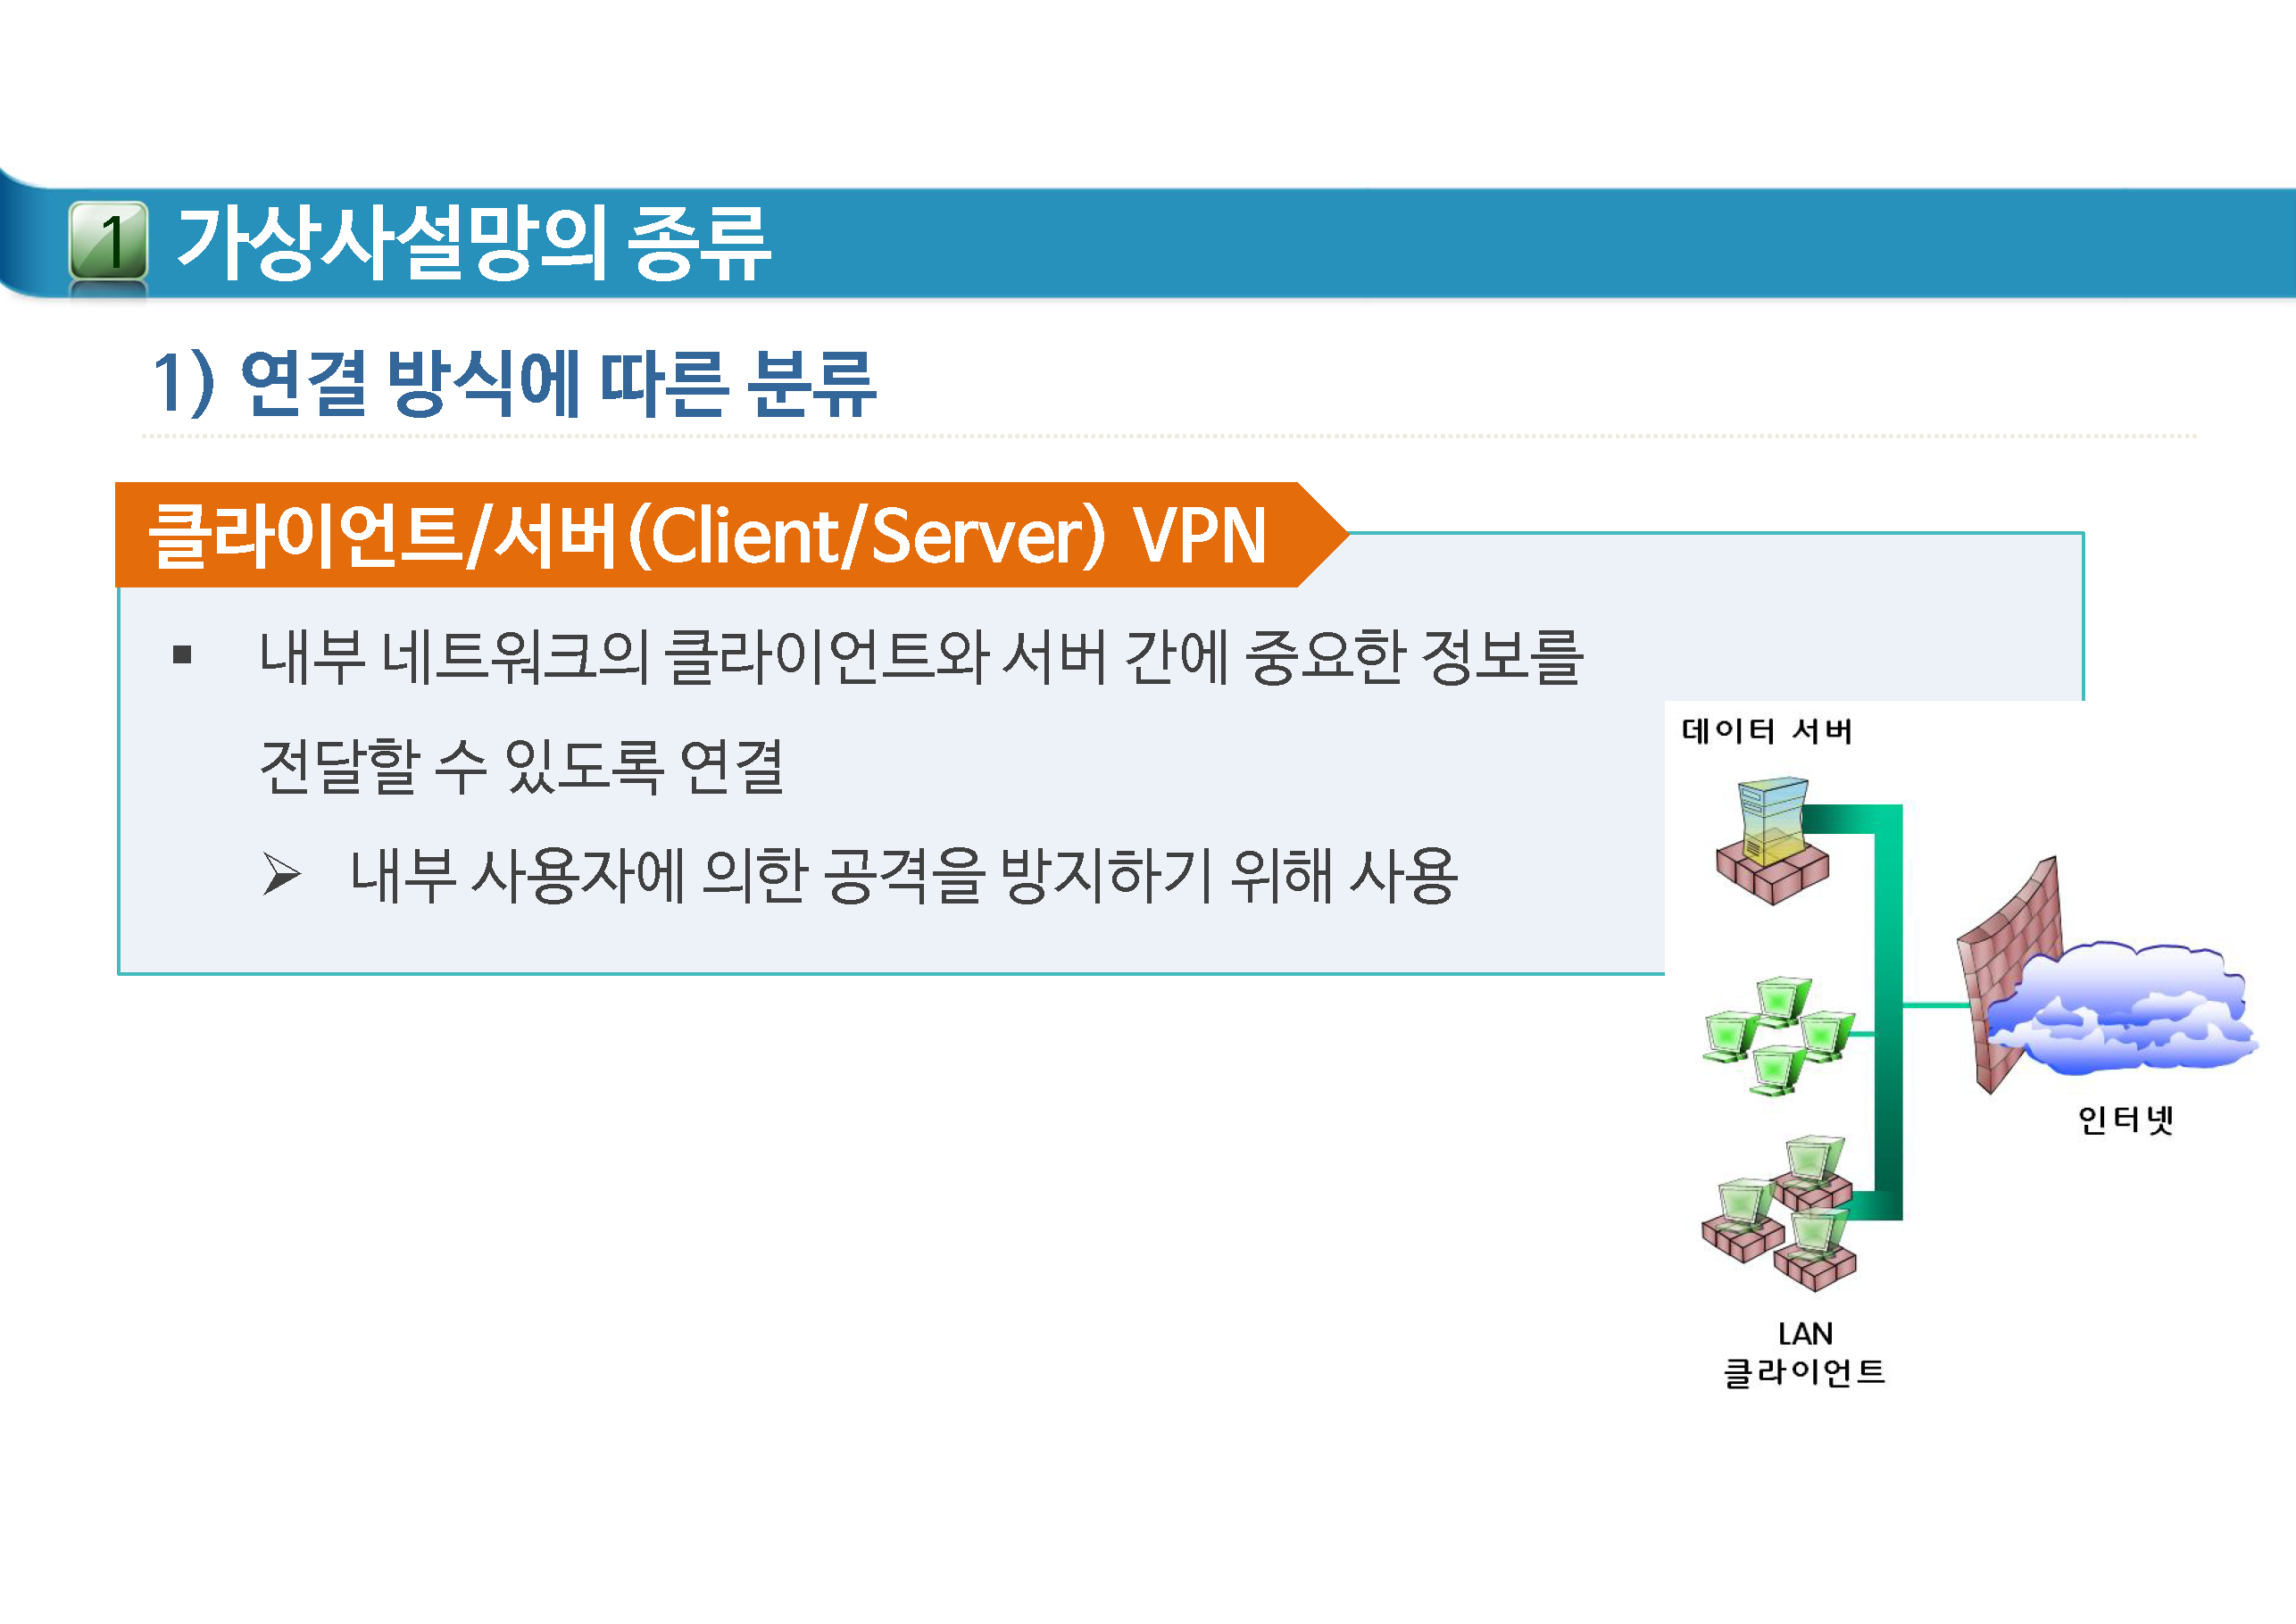 1 가상사설망의 종류
1) 연결 방식에 따른 분류
클라이언트/서버(Client/Server) VPN
▪ 내부 네트워크의 클라이언트와 서버 간에 중요한 정보를
전달할 수 있도록 연결
➢ 내부 사용자에 의한 공격을 방지하기 위해 사용
데이터 서버
인터넷
LAN
클라이언트